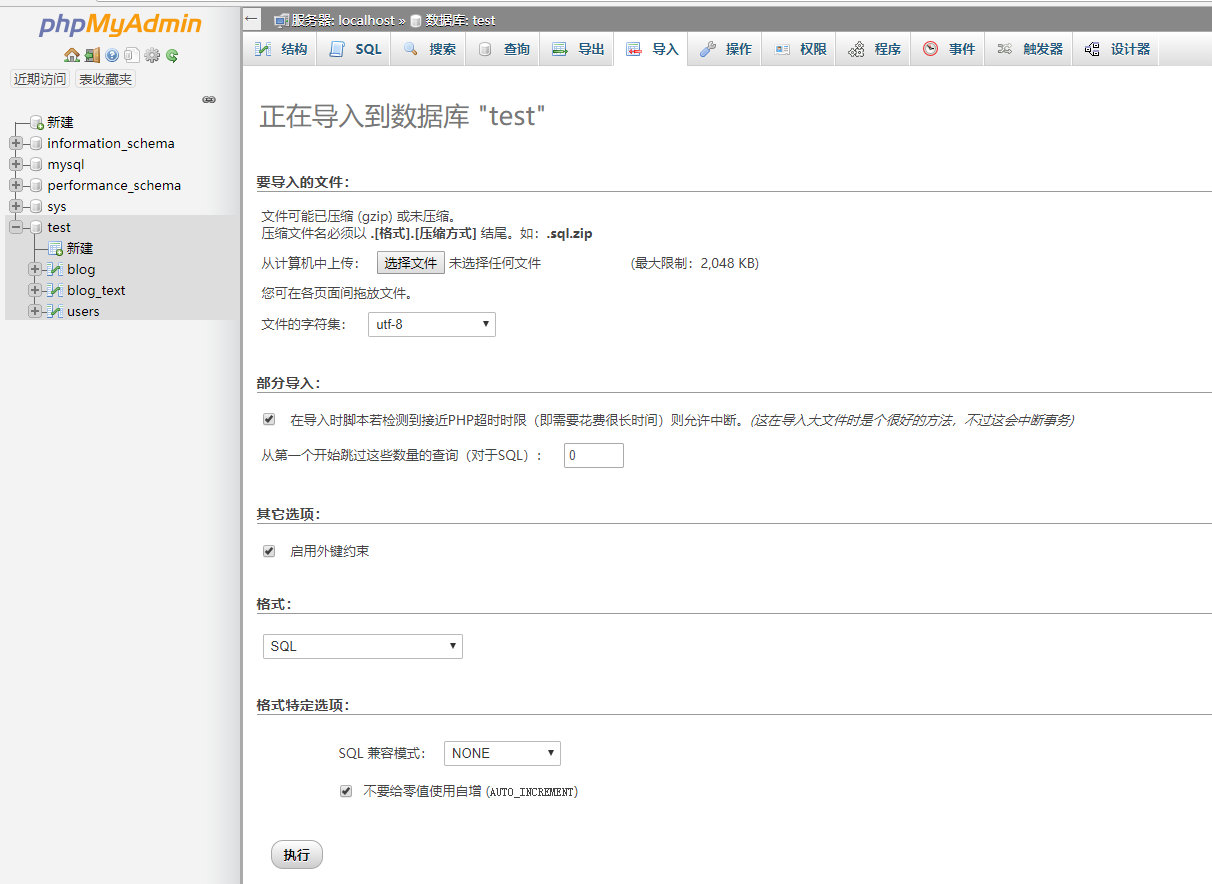 phpMyAdmin
近期访问 表收藏夹
新建
information_schema
mysql
performance_schema
sys
test
新建
blog
blog_text
users
服务器: localhost » 数据库: test
结构 SQL 搜索 查询 导出 导入 操作 权限 程序 事件 触发器 设计器
正在导入到数据库 "test"
要导入的文件：
文件可能已压缩 (gzip) 或未压缩。
压缩文件名必须以 .[格式].[压缩方式] 结尾。如：.sql.zip
从计算机中上传： 选择文件 未选择任何文件 (最大限制：2,048 KB)
您可在各页面间拖放文件。
文件的字符集： utf-8
部分导入：
在导入时脚本若检测到接近PHP超时时限（即需要花费很长时间）则允许中断。(这在导入大文件时是个很好的方法，不过这会中断事务)
从第一个开始跳过这些数量的查询（对于SQL）： 0
其它选项：
启用外键约束
格式：
SQL
格式特定选项：
SQL 兼容模式： NONE
不要给零值使用自增 (AUTO_INCREMENT)
执行